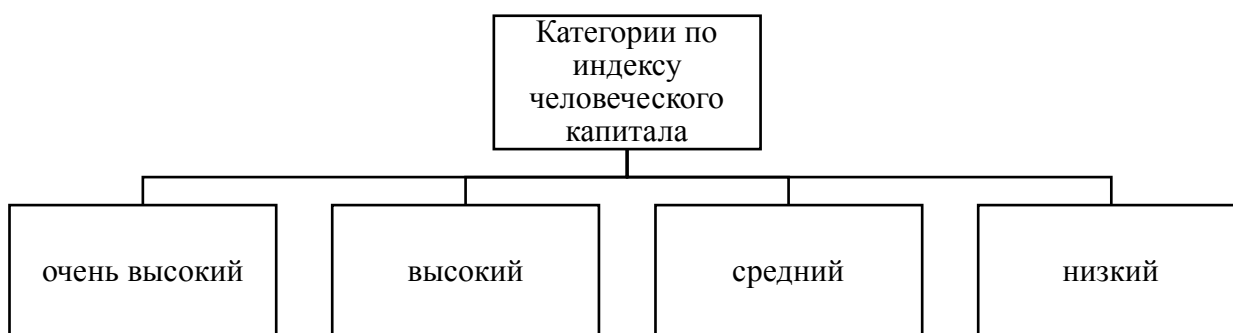 Категории по
индексу
человеческого
капитала
очень высокий
высокий
средний
низкий